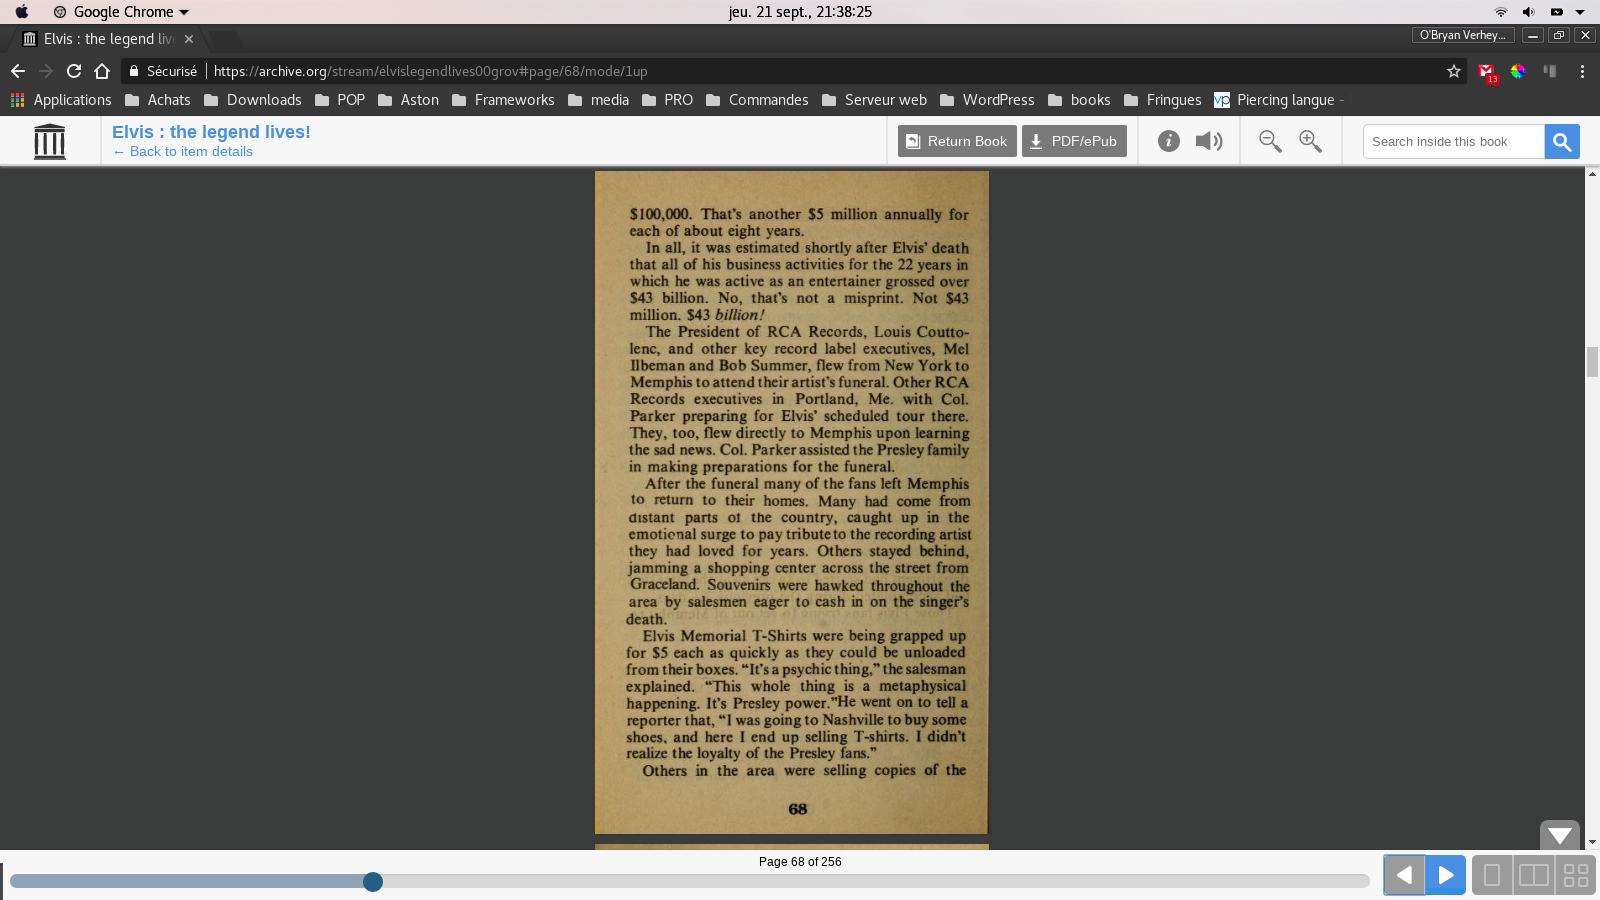 Google Chrome
jeu. 21 sept., 21:38:25
Elvis : the legend live
O'Bryan Verhey...
Sécurisé
https://archive.org/stream/elvislegendlives00grov#page/68/mode/1up
13
Applications Achats Downloads POP Aston Frameworks media PRO Commandes Serveur web WordPress books Fringues vp Piercing langue -
Elvis : the legend lives!
← Back to item details
Return Book
PDF/ePub
Search inside this book
$100,000. That's another $5 million annually for
each of about eight years.
In all, it was estimated shortly after Elvis' death
that all of his business activities for the 22 years in
which he was active as an entertainer grossed over
$43 billion. No, that's not a misprint. Not $43
million. $43 billion!
The President of RCA Records, Louis Coutto-
lenc, and other key record label executives, Mel
Ilbeman and Bob Summer, flew from New York to
Memphis to attend their artist's funeral. Other RCA
Records executives in Portland, Me. with Col.
Parker preparing for Elvis' scheduled tour there.
They, too, flew directly to Memphis upon learning
the sad news. Col. Parker assisted the Presley family
in making preparations for the funeral.
After the funeral many of the fans left Memphis
to return to their homes. Many had come from
distant parts of the country, caught up in the
emotional surge to pay tribute to the recording artist
they had loved for years. Others stayed behind,
jamming a shopping center across the street from
Graceland. Souvenirs were hawked throughout the
area by salesmen eager to cash in on the singer's
death.
Elvis Memorial T-Shirts were being grapped up
for $5 each as quickly as they could be unloaded
from their boxes. “It's a psychic thing,” the salesman
explained. “This whole thing is a metaphysical
happening. It's Presley power.”He went on to tell a
reporter that, “I was going to Nashville to buy some
shoes, and here I end up selling T-shirts. I didn't
realize the loyalty of the Presley fans.”
Others in the area were selling copies of the
68
Page 68 of 256